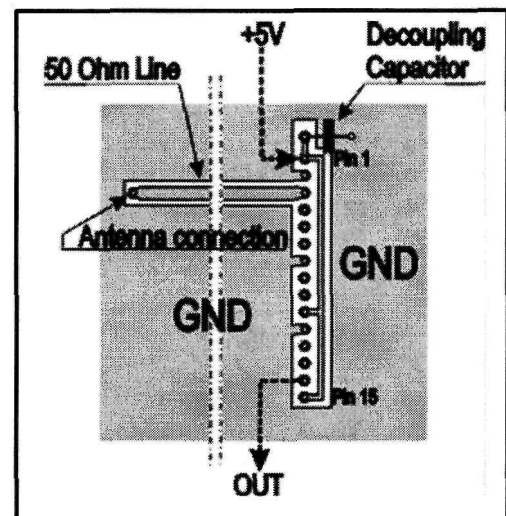 +5V
Decoupling
Capacitor
50 Ohm Line
Pin 1
Antenna connection
GND
GND
Pin 15
OUT